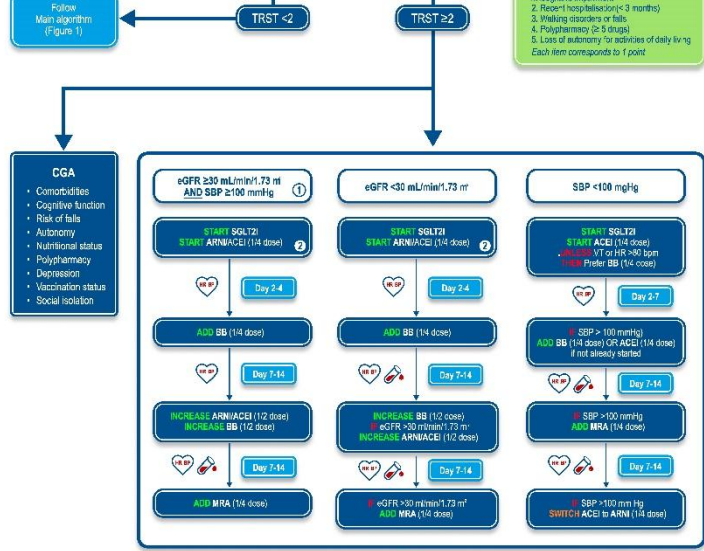 Follow
Main algorithm
(Figure 1)
TRST <2
TRST ≥2
2. Recent hospitalisation(< 3 months)
3. Walking disorders or falls
4. Polypharmacy (≥ 5 drugs)
5. Loss of autonomy for activities of daily living
Each item corresponds to 1 point
CGA
• Comorbidities
• Cognitive function
• Risk of falls
• Autonomy
• Nutritional status
• Polypharmacy
• Depression
• Vaccination status
• Social isolation
eGFR ≥30 mL/min/1.73 m
AND SBP ≥100 mmHg
1
START SGLT2I
START ARNI/ACEI (1/4 dose)
2
HR BP
Day 2-4
ADD BB (1/4 dose)
HR BP
Day 7-14
INCREASE ARNI/ACEI (1/2 dose)
INCREASE BB (1/2 dose)
HR BP
Day 7-14
ADD MRA (1/4 dose)
eGFR <30 mL/min/1.73 m
START SGLT2I
START ARNI/ACEI (1/4 dose)
2
HR BP
Day 2-4
ADD BB (1/4 dose)
HR BP
Day 7-14
INCREASE BB (1/2 dose)
IF eGFR >30 ml/min/1.73 m
INCREASE ARNI/ACEI (1/2 dose)
HR BP
Day 7-14
IF eGFR >30 ml/min/1.73 m²
ADD MRA (1/4 dose)
SBP <100 mgHg
START SGLT2I
START ACEI (1/4 dose)
.UNLESS VT or HR >80 bpm
THEN Prefer BB (1/4 dose)
HR BP
Day 2-7
IF SBP > 100 mmHg)
ADD BB (1/4 dose) OR ACEI (1/4 dose)
if not already started
HR BP
Day 7-14
IF SBP >100 mmHg
ADD MRA (1/4 dose)
HR BP
Day 7-14
IF SBP >100 mm Hg
SWITCH ACEI to ARNI (1/4 dose)